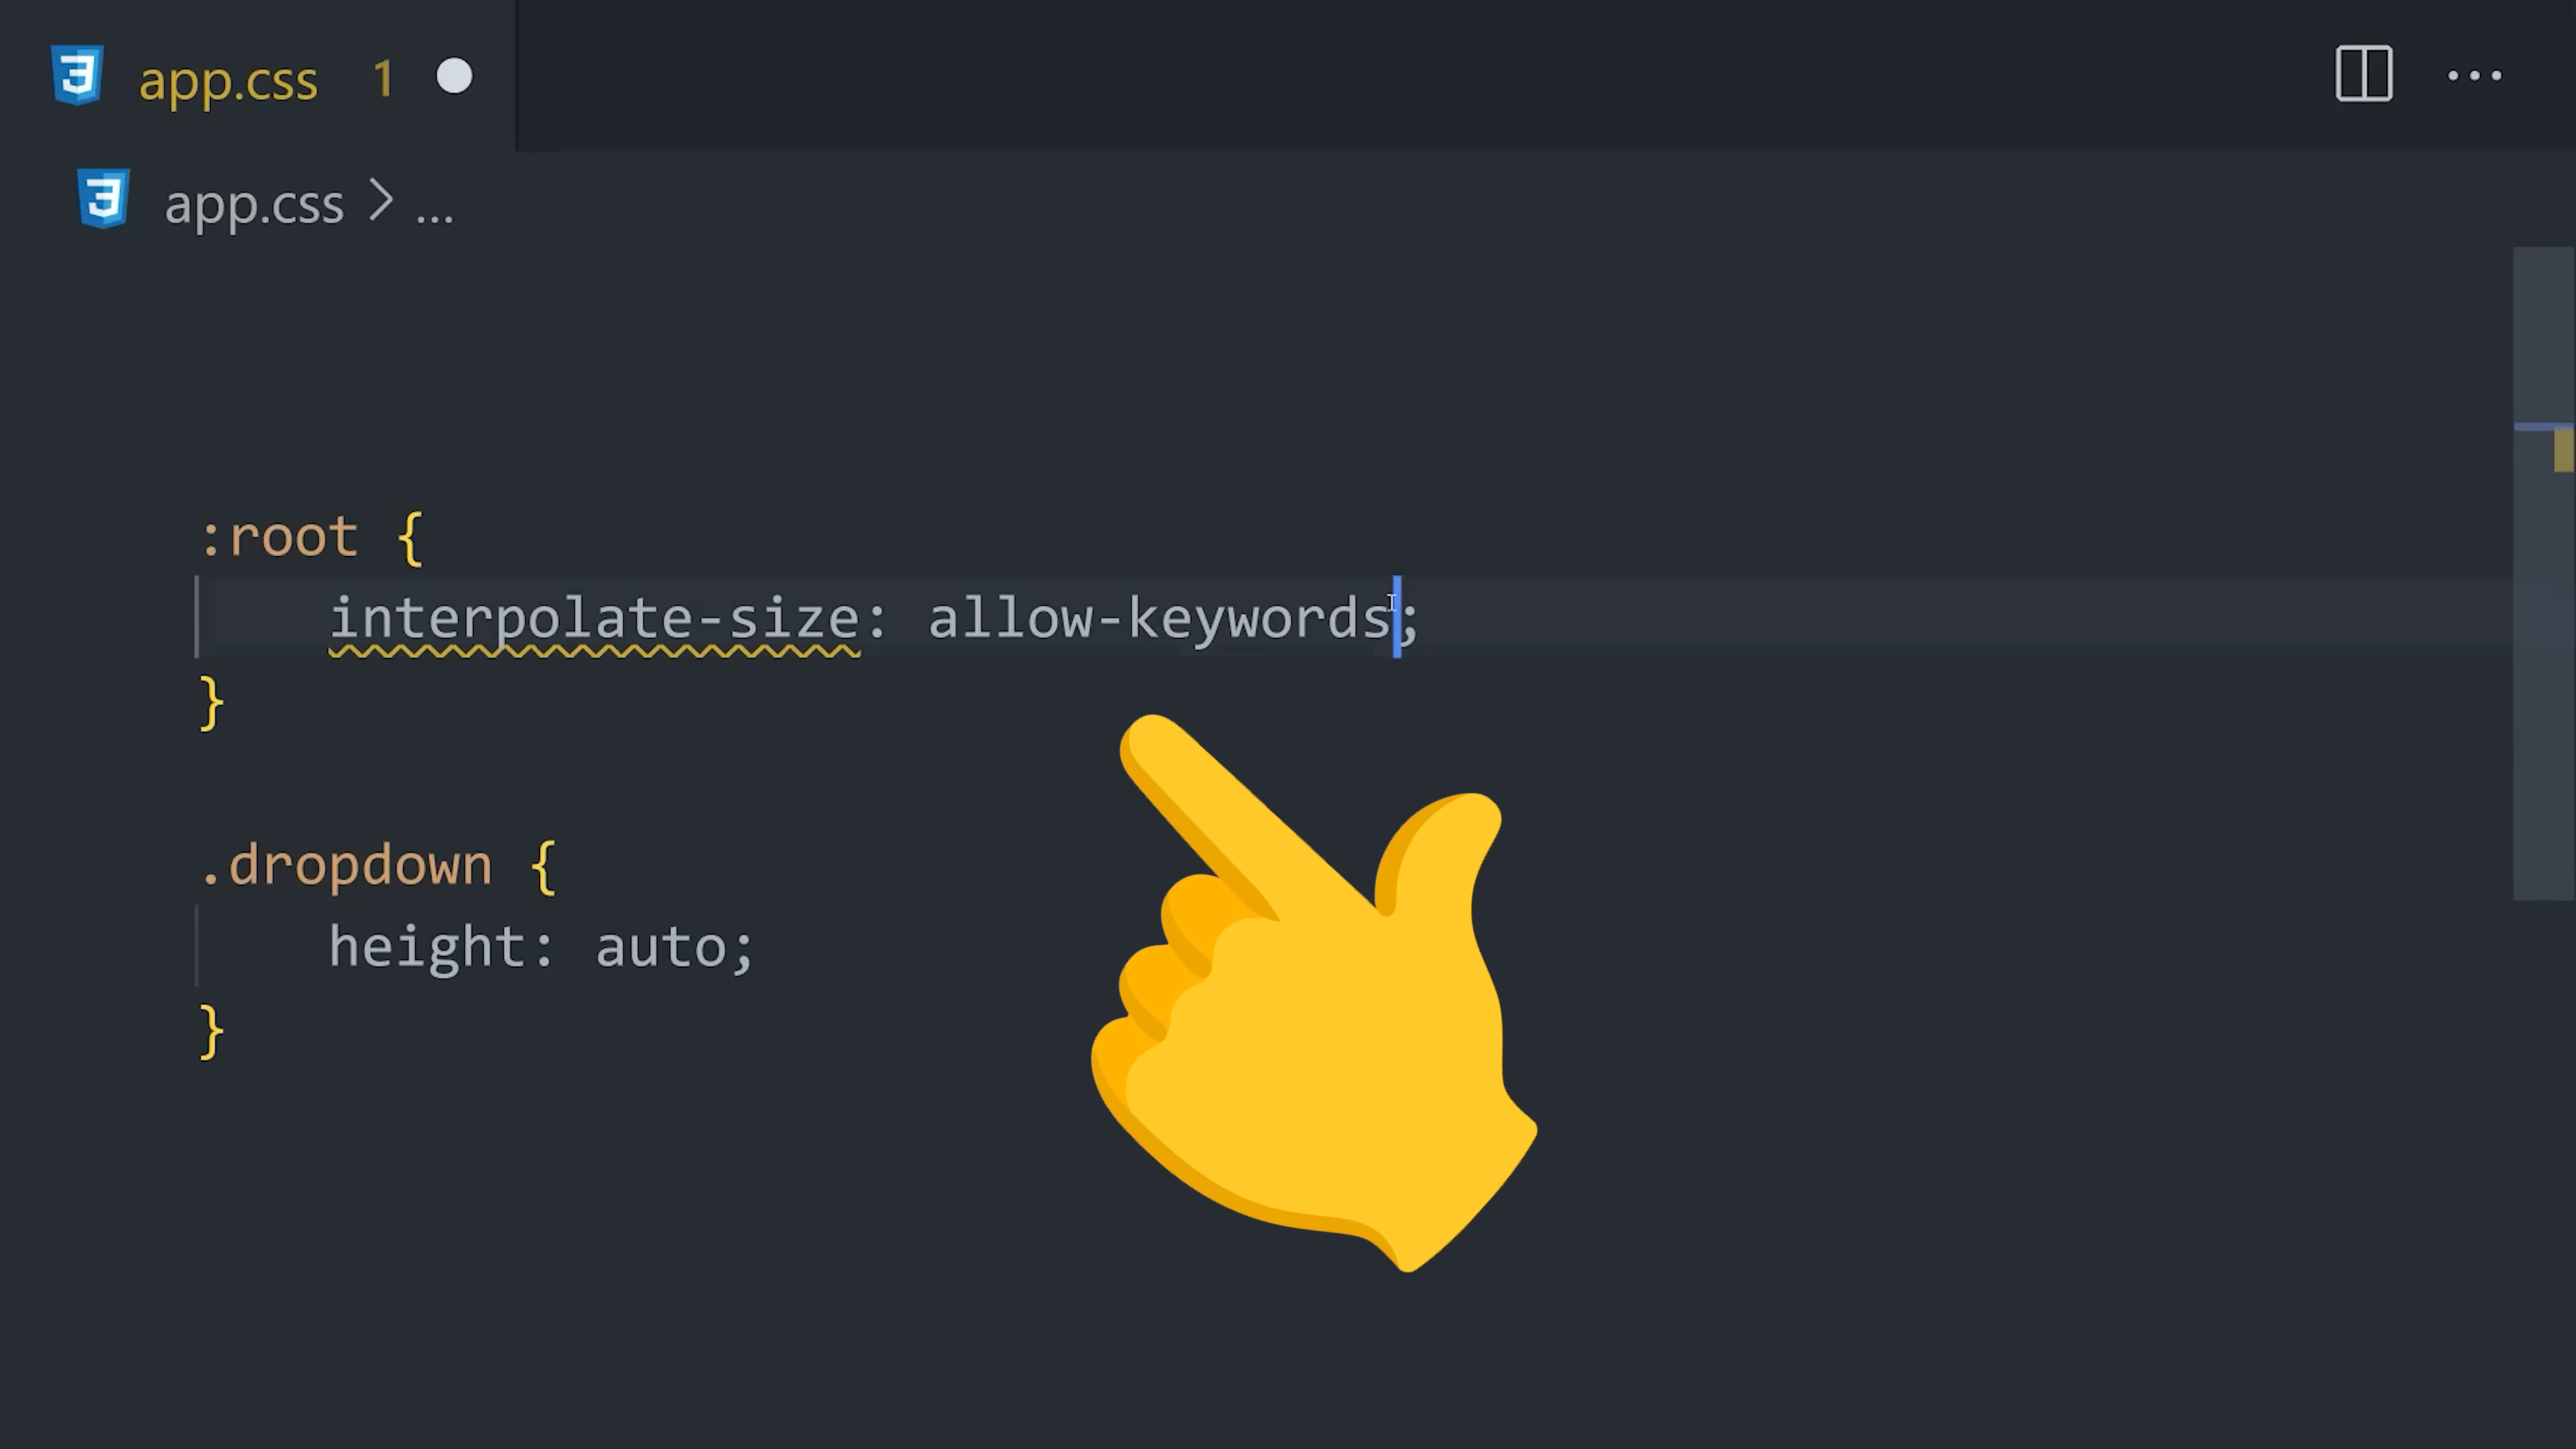 app.css 1
app.css > ...
:root {
interpolate-size: allow-keywords;
}
.dropdown {
height: auto;
}